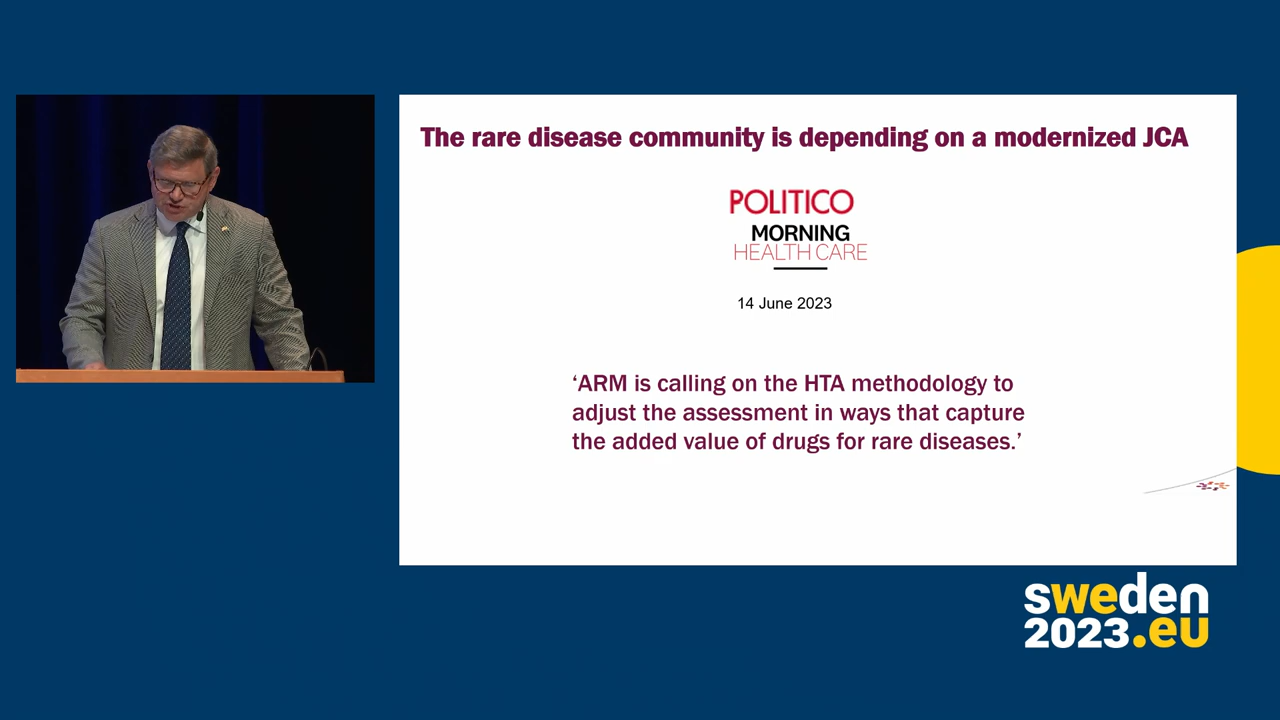 The rare disease community is depending on a modernized JCA
POLITICO
MORNING
HEALTH CARE
14 June 2023
‘ARM is calling on the HTA methodology to
adjust the assessment in ways that capture
the added value of drugs for rare diseases.’
sweden
2023.eu